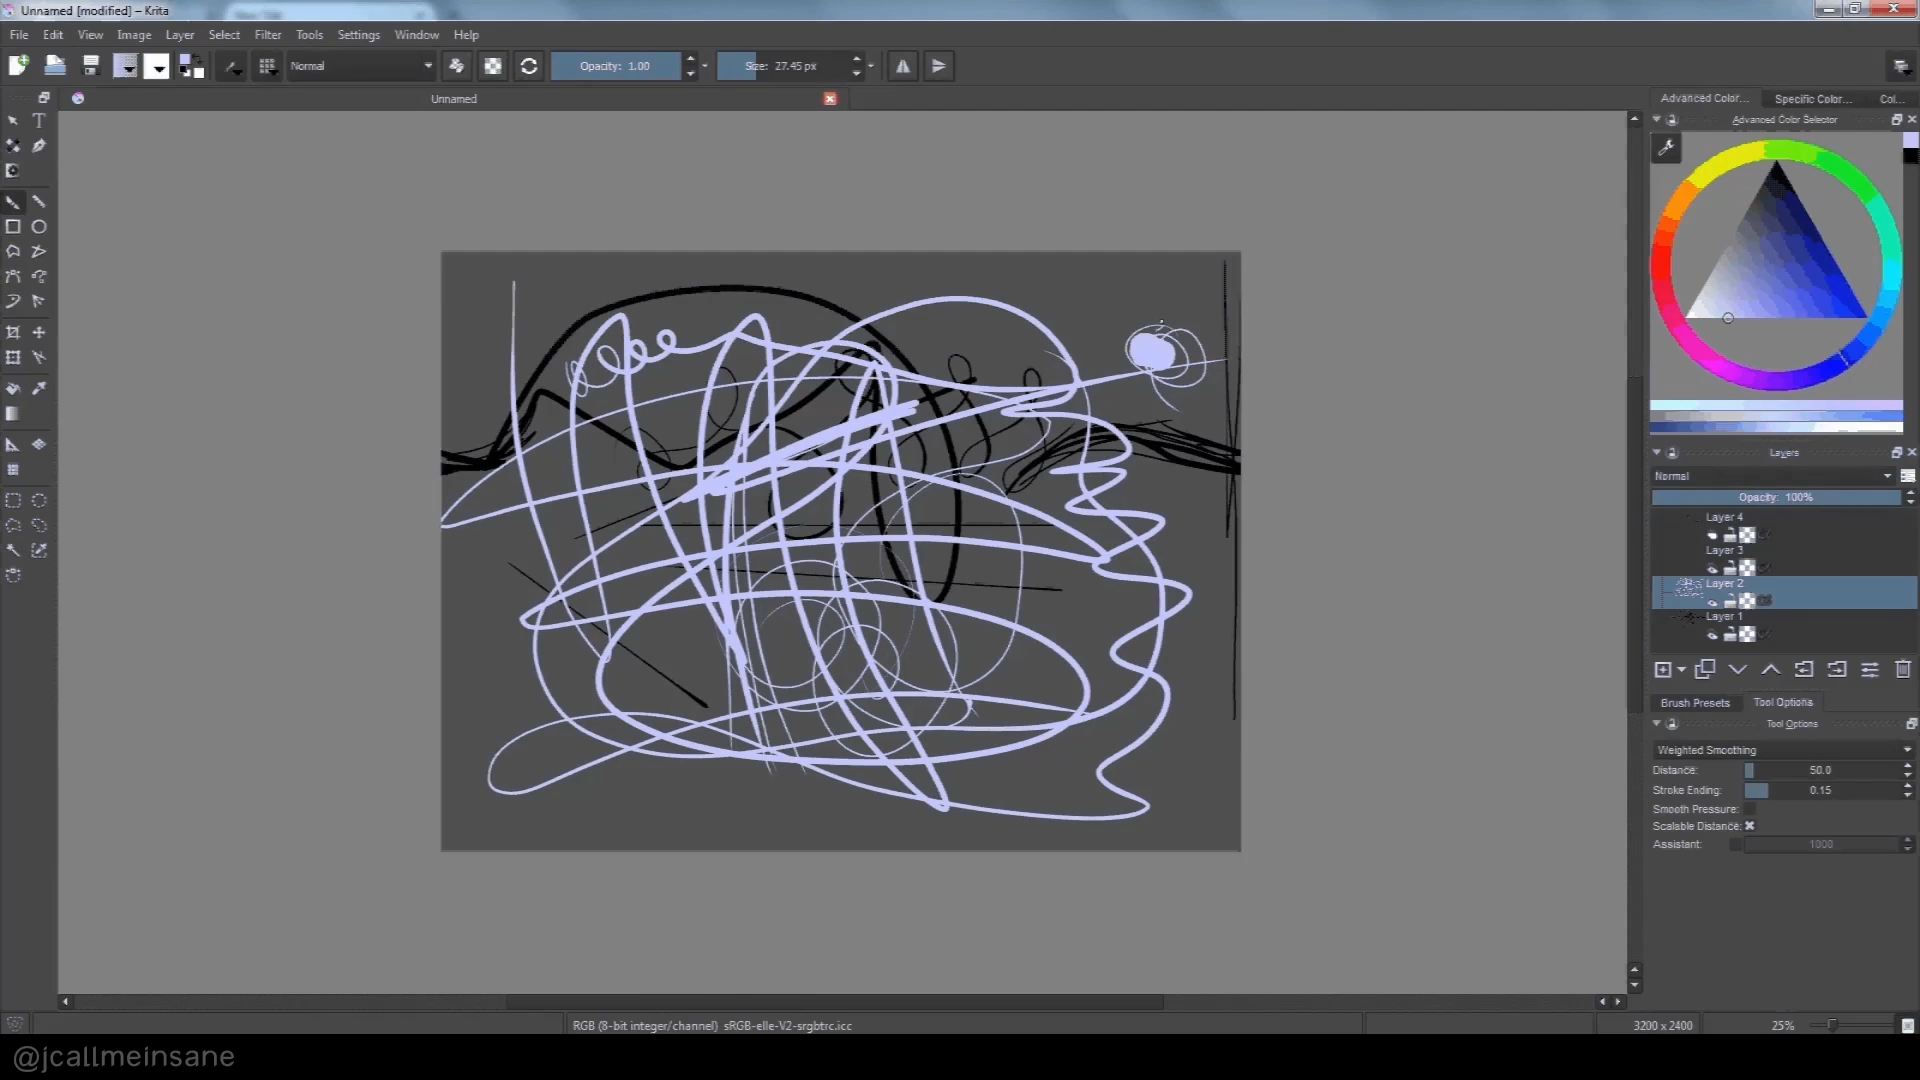 Unnamed [modified] – Krita
File Edit View Image Layer Select Filter Tools Settings Window Help
Normal Opacity: 1.00 Size: 27.45 px
Unnamed
Advanced Color... Specific Color... Col...
Advanced Color Selector
Layers
Normal
Opacity: 100%
Layer 4
Layer 3
Layer 2
Layer 1
Brush Presets Tool Options
Tool Options
Weighted Smoothing
Distance: 50.0
Stroke Ending: 0.15
Smooth Pressure:
Scalable Distance:
Assistant: 1000
RGB (8-bit integer/channel) sRGB-elle-V2-srgbtrc.icc 3200 x 2400 25%
@jcallmeinsane